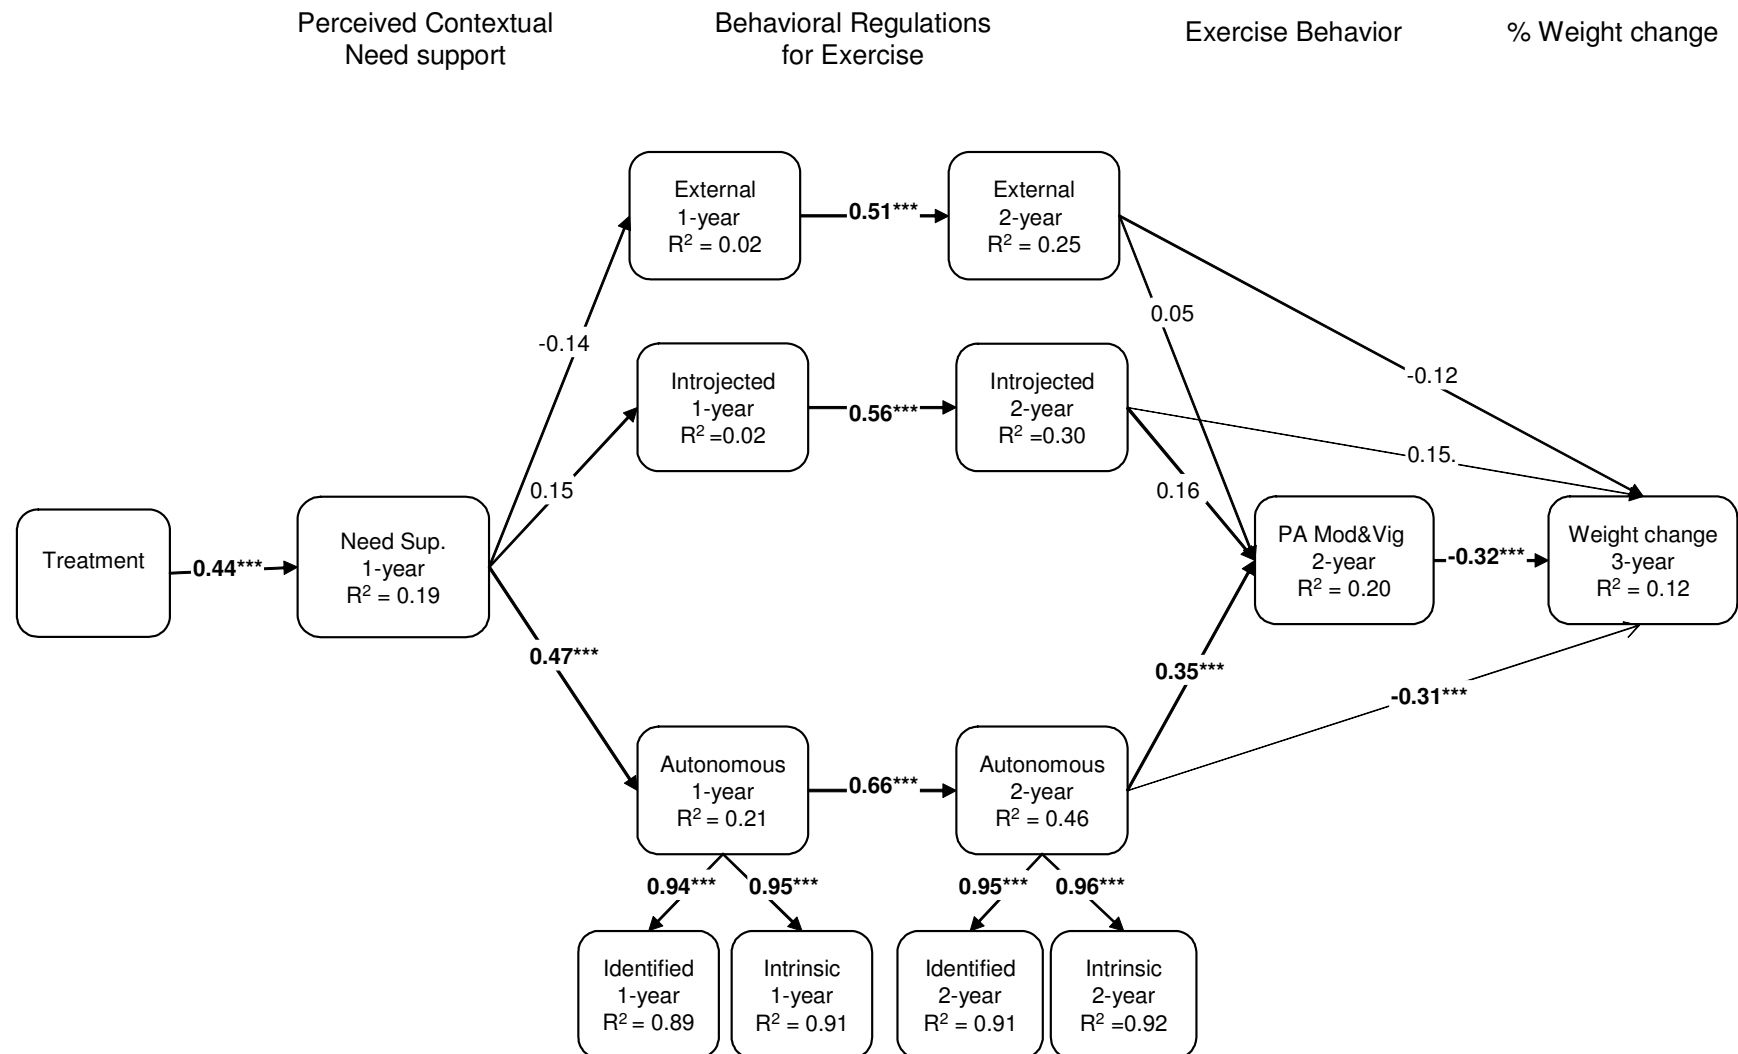 Perceived Contextual
Need support
Behavioral Regulations
for Exercise
Exercise Behavior
% Weight change
External
1-year
R² = 0.02
0.51***
External
2-year
R² = 0.25
-0.14
0.05
-0.12
Introjected
1-year
R² =0.02
0.56***
Introjected
2-year
R² =0.30
0.15
0.16
0.15.
Treatment
0.44***
Need Sup.
1-year
R² = 0.19
PA Mod&Vig
2-year
R² = 0.20
-0.32***
Weight change
3-year
R² = 0.12
0.47***
0.35***
-0.31***
Autonomous
1-year
R² = 0.21
0.66***
Autonomous
2-year
R² = 0.46
0.94***
0.95***
0.95***
0.96***
Identified
1-year
R² = 0.89
Intrinsic
1-year
R² = 0.91
Identified
2-year
R² = 0.91
Intrinsic
2-year
R² =0.92